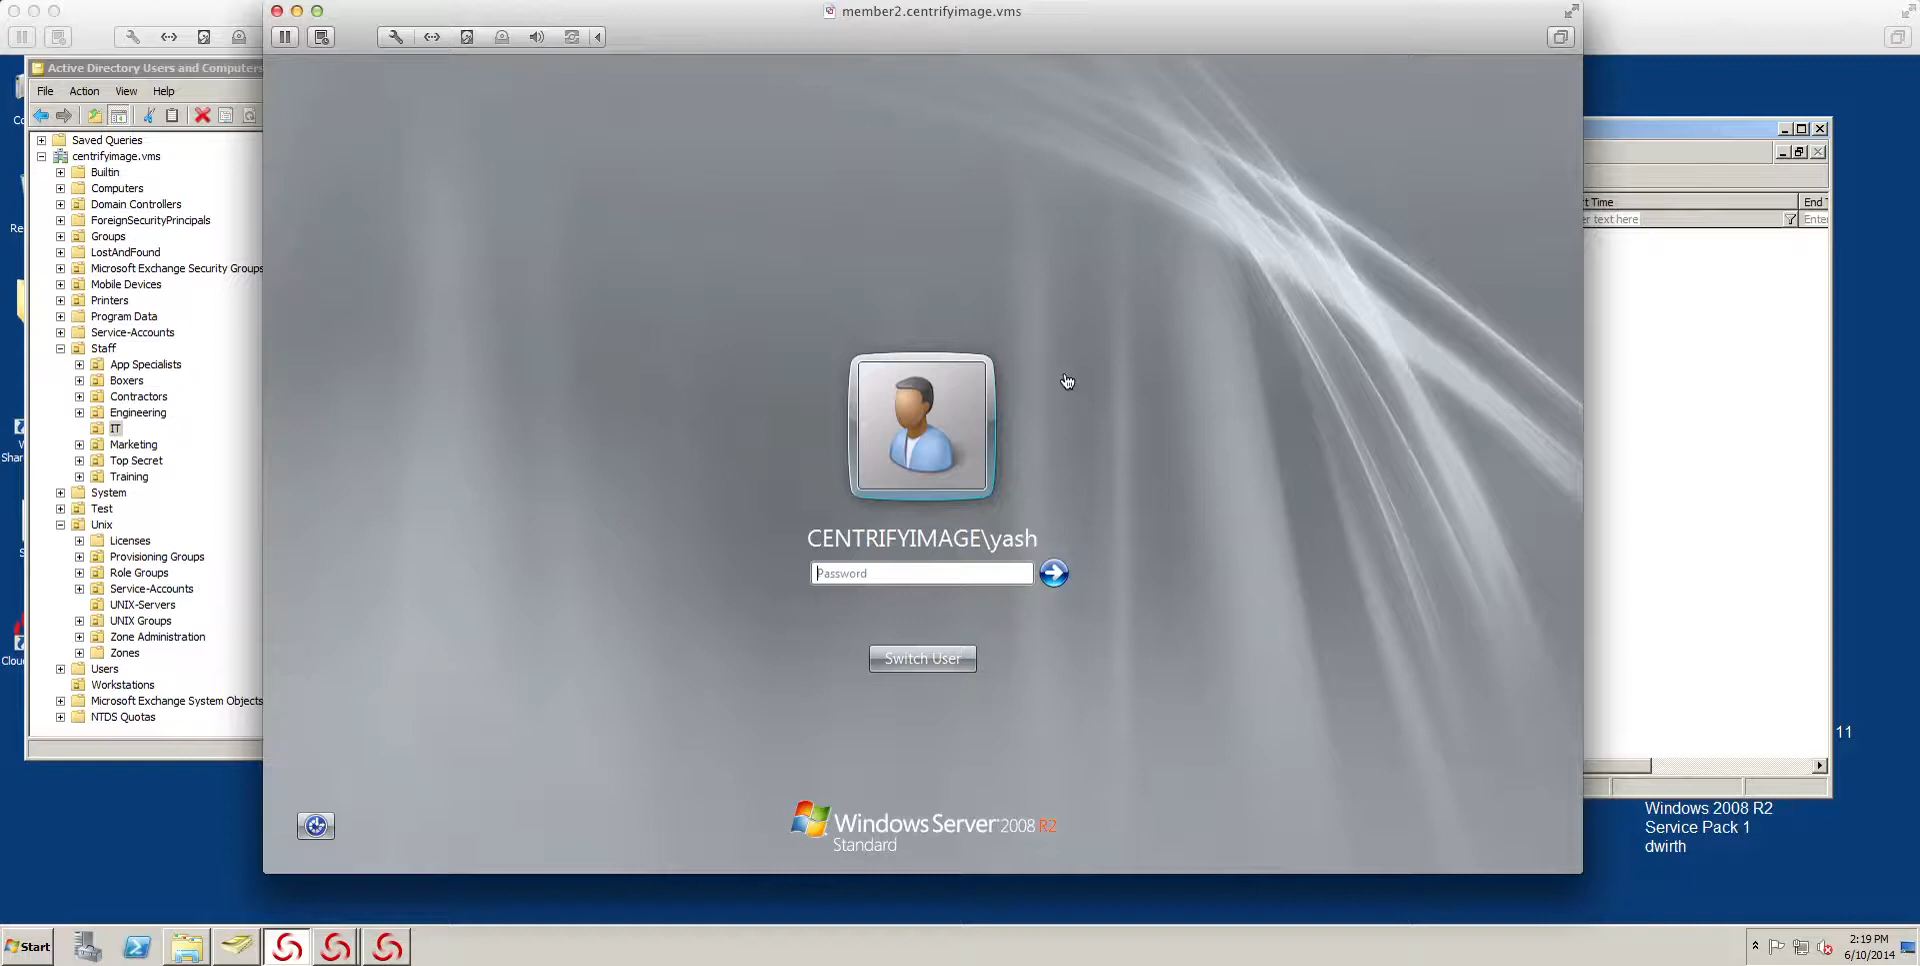 member2.centrifyimage.vms
Active Directory Users and Computers
File Action View Help
Saved Queries
centrifyimage.vms
Builtin
Computers
Domain Controllers
ForeignSecurityPrincipals
Groups
LostAndFound
Microsoft Exchange Security Groups
Mobile Devices
Printers
Program Data
Service-Accounts
Staff
App Specialists
Boxers
Contractors
Engineering
IT
Marketing
Top Secret
Training
System
Test
Unix
Licenses
Provisioning Groups
Role Groups
Service-Accounts
UNIX-Servers
UNIX Groups
Zone Administration
Zones
Users
Workstations
Microsoft Exchange System Objects
NTDS Quotas
CENTRIFYIMAGE\yash
Password
Switch User
Windows Server 2008 R2
Standard
t Time End T
er text here Enter
11
Windows 2008 R2
Service Pack 1
dwirth
Start
2:19 PM
6/10/2014